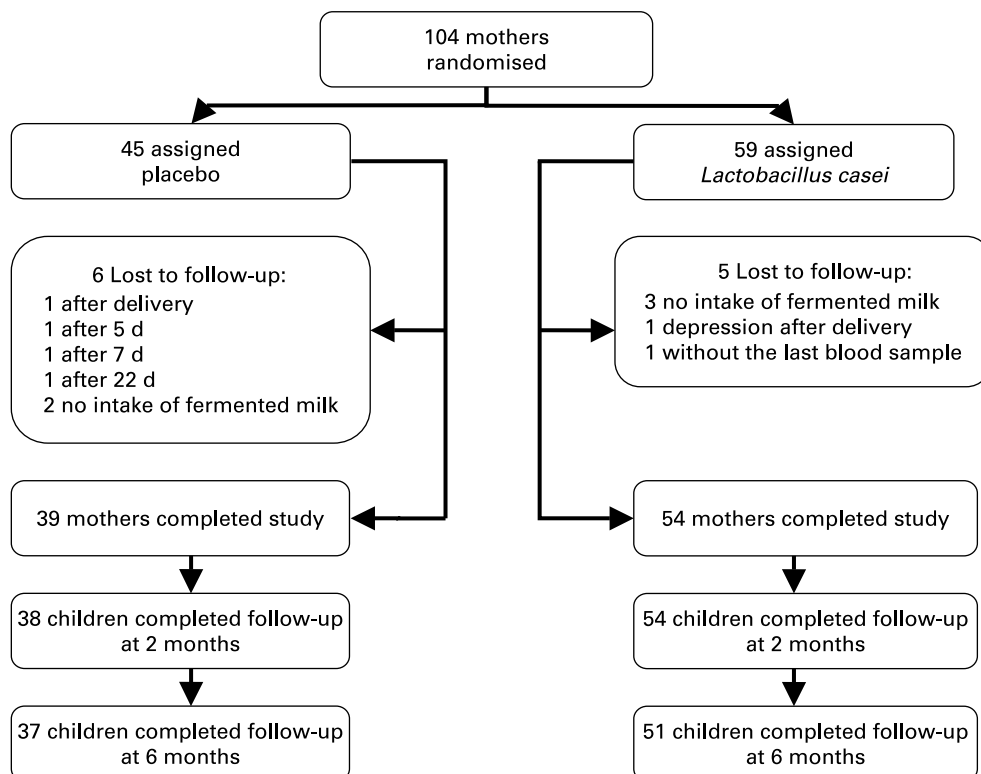 104 mothers
randomised
45 assigned
placebo
59 assigned
Lactobacillus casei
6 Lost to follow-up:
1 after delivery
1 after 5 d
1 after 7 d
1 after 22 d
2 no intake of fermented milk
5 Lost to follow-up:
3 no intake of fermented milk
1 depression after delivery
1 without the last blood sample
39 mothers completed study
54 mothers completed study
38 children completed follow-up
at 2 months
54 children completed follow-up
at 2 months
37 children completed follow-up
at 6 months
51 children completed follow-up
at 6 months